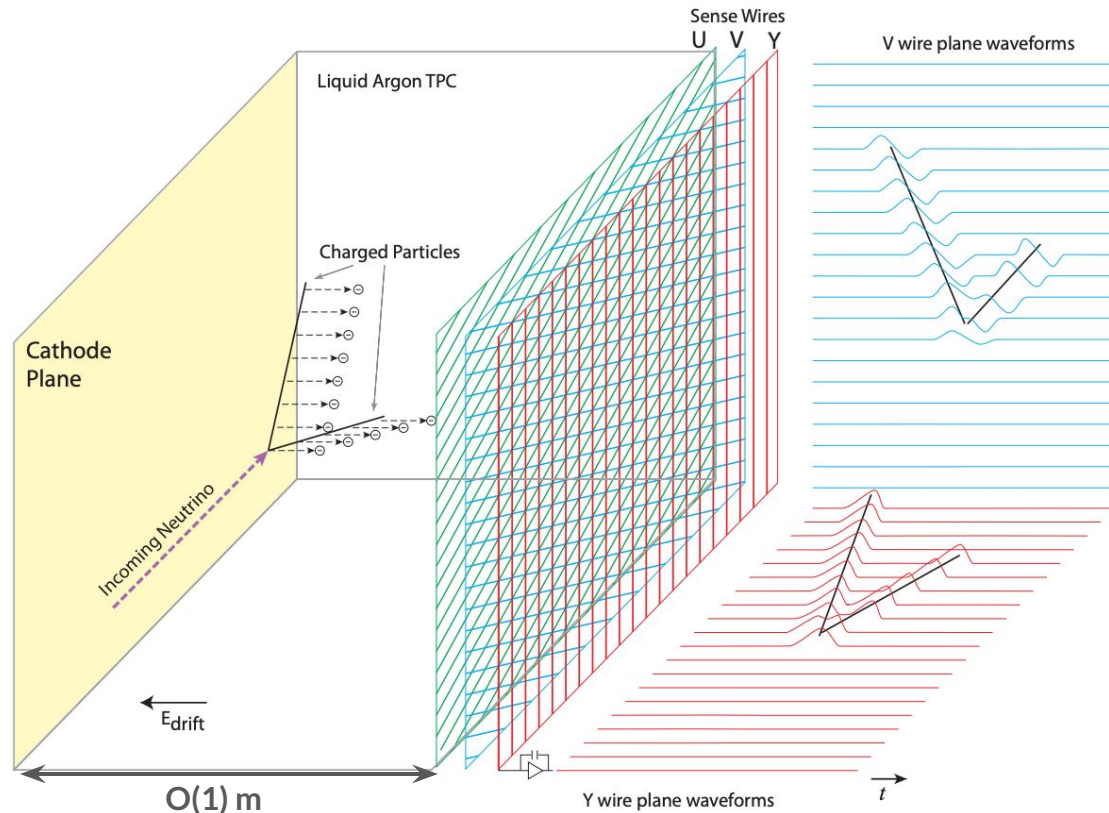 Sense Wires
U V Y
V wire plane waveforms
Liquid Argon TPC
Charged Particles
Cathode
Plane
Incoming Neutrino
Edrift
O(1) m
Y wire plane waveforms
t